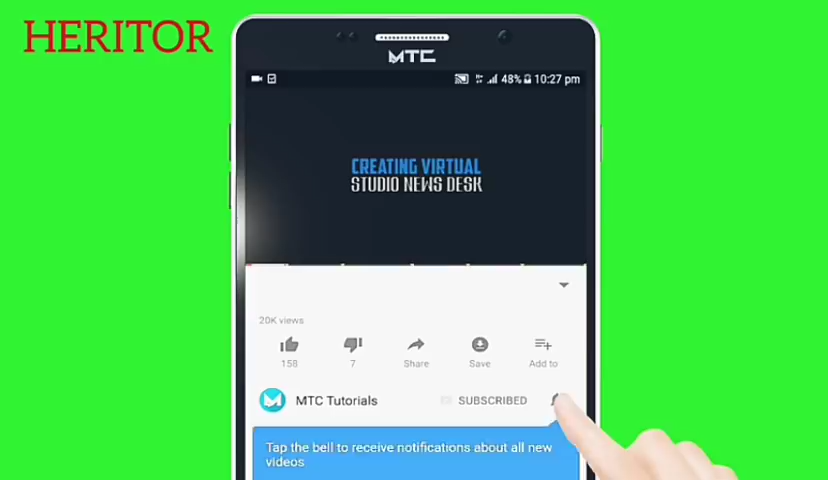 HERITOR
MTC
48% 10:27 pm
CREATING VIRTUAL
STUDIO NEWS DESK
20K views
158
7
Share
Save
Add to
MTC Tutorials
SUBSCRIBED
Tap the bell to receive notifications about all new
videos